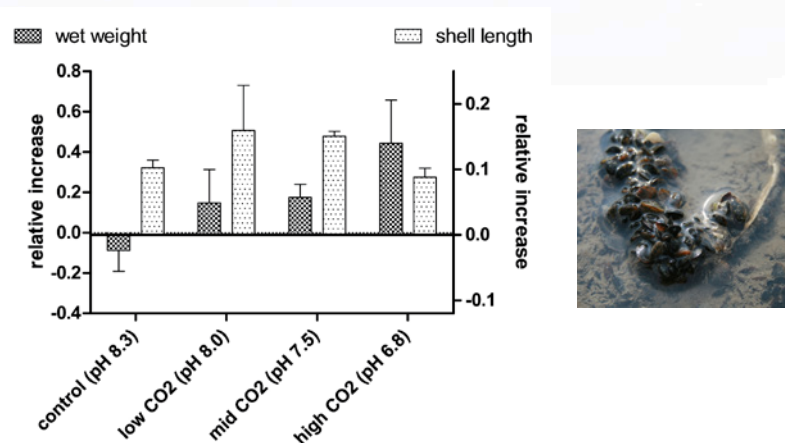 wet weight
shell length
0.8
0.6
0.4
0.2
0.0
-0.2
-0.4
relative increase
0.2
0.1
0.0
-0.1
relative increase
control (pH 8.3)
low CO2 (pH 8.0)
mid CO2 (pH 7.5)
high CO2 (pH 6.8)